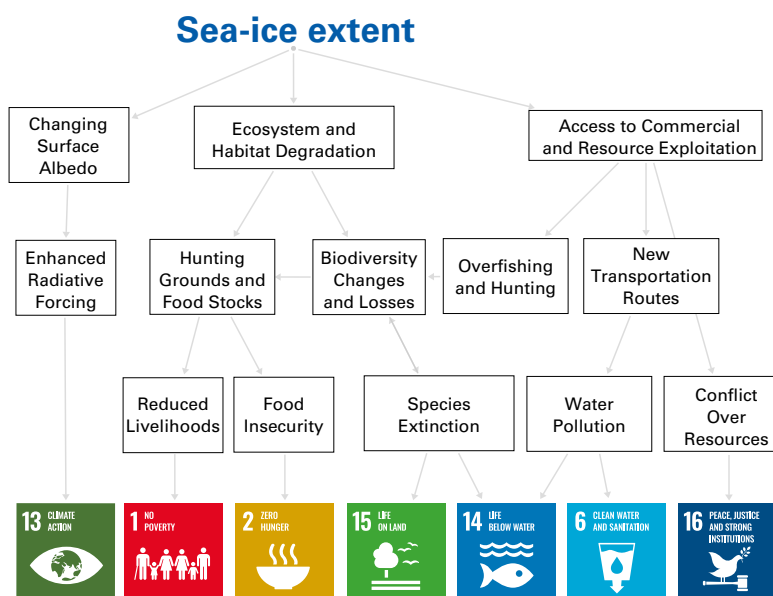 Sea-ice extent
Changing
Surface
Albedo
Ecosystem and
Habitat Degradation
Access to Commercial
and Resource Exploitation
Enhanced
Radiative
Forcing
Hunting
Grounds and
Food Stocks
Biodiversity
Changes
and Losses
Overfishing
and Hunting
New
Transportation
Routes
Reduced
Livelihoods
Food
Insecurity
Species
Extinction
Water
Pollution
Conflict
Over
Resources
13 CLIMATE
ACTION
1 NO
POVERTY
2 ZERO
HUNGER
15 LIFE
ON LAND
14 LIFE
BELOW WATER
6 CLEAN WATER
AND SANITATION
16 PEACE, JUSTICE
AND STRONG
INSTITUTIONS